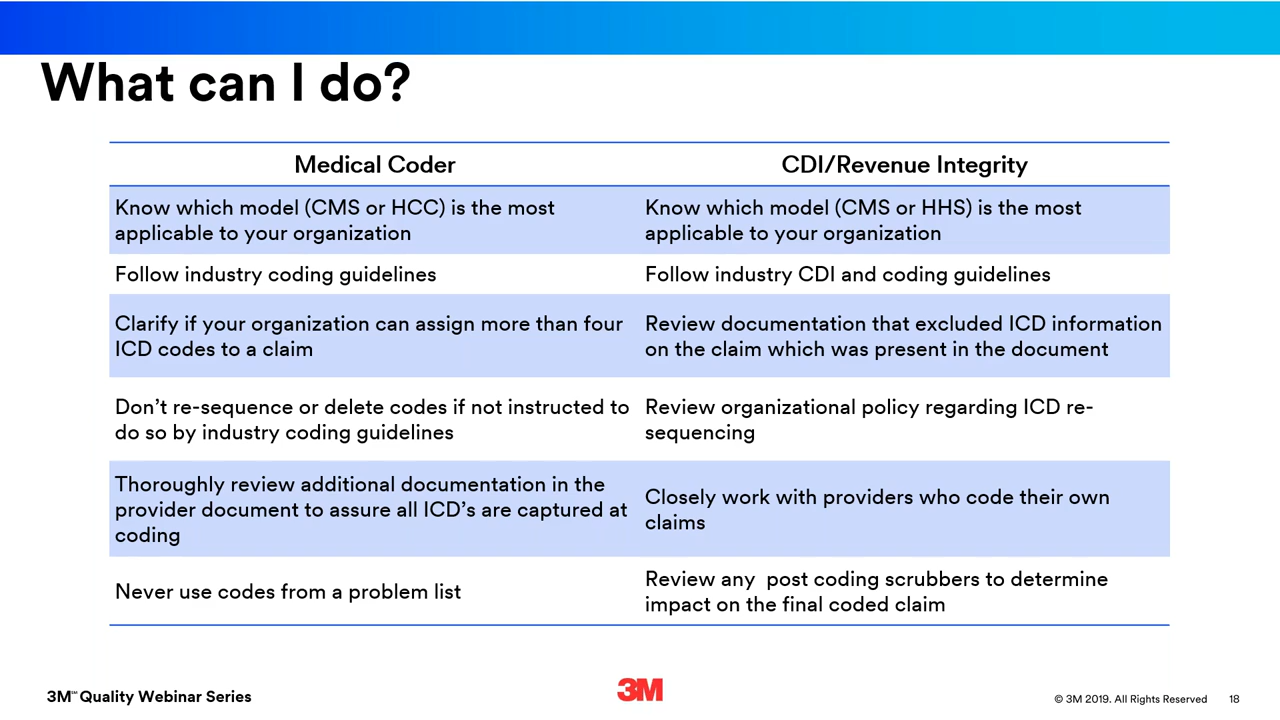 What can I do?
Medical Coder
CDI/Revenue Integrity
Know which model (CMS or HCC) is the most
applicable to your organization
Know which model (CMS or HHS) is the most
applicable to your organization
Follow industry coding guidelines
Follow industry CDI and coding guidelines
Clarify if your organization can assign more than four
ICD codes to a claim
Review documentation that excluded ICD information
on the claim which was present in the document
Don’t re-sequence or delete codes if not instructed to
do so by industry coding guidelines
Review organizational policy regarding ICD re-
sequencing
Thoroughly review additional documentation in the
provider document to assure all ICD’s are captured at
coding
Closely work with providers who code their own
claims
Never use codes from a problem list
Review any  post coding scrubbers to determine
impact on the final coded claim
3M℠ Quality Webinar Series
3M
© 3M 2019. All Rights Reserved
18